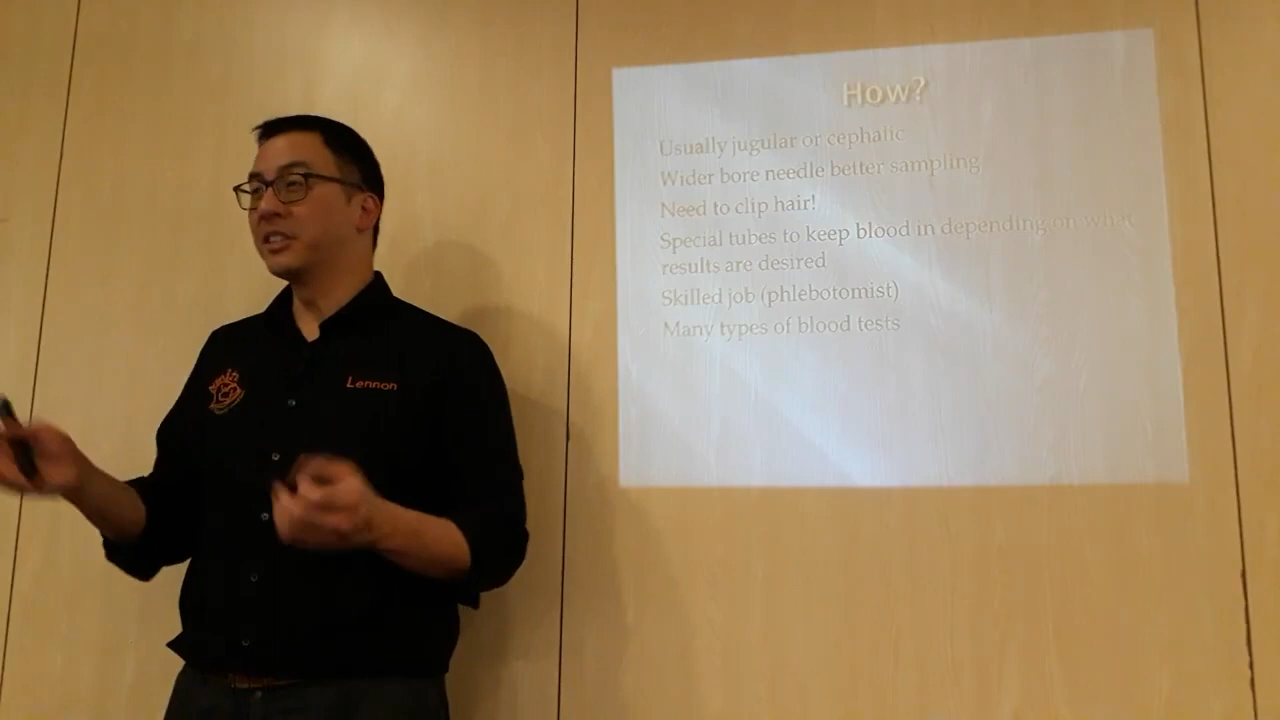 How?
Usually jugular or cephalic
Wider bore needle better sampling
Need to clip hair!
Special tubes to keep blood in depending on what
results are desired
Skilled job (phlebotomist)
Many types of blood tests
Lennon